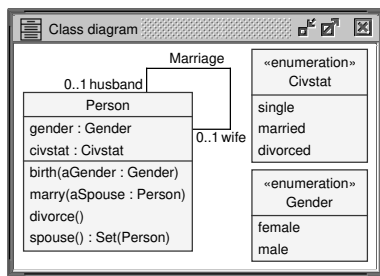 Class diagram
Marriage
0..1 husband
0..1 wife
Person
gender : Gender
civstat : Civstat
birth(aGender : Gender)
marry(aSpouse : Person)
divorce()
spouse() : Set(Person)
«enumeration»
Civstat
single
married
divorced
«enumeration»
Gender
female
male